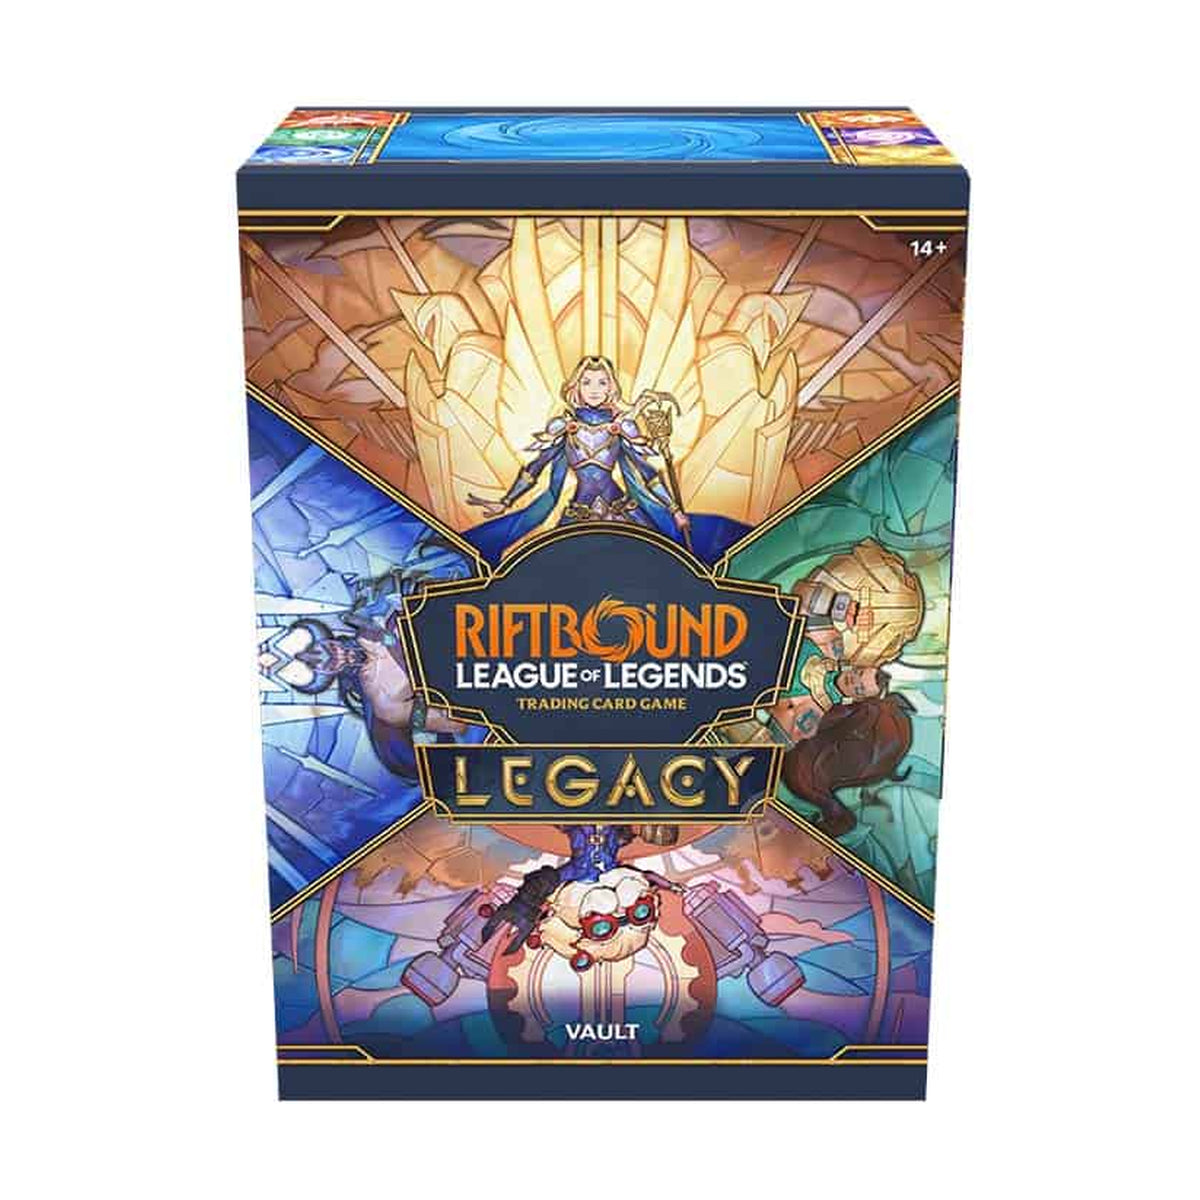 14+
RIFTBOUND
LEAGUE OF LEGENDS
TRADING CARD GAME
LEGACY
VAULT